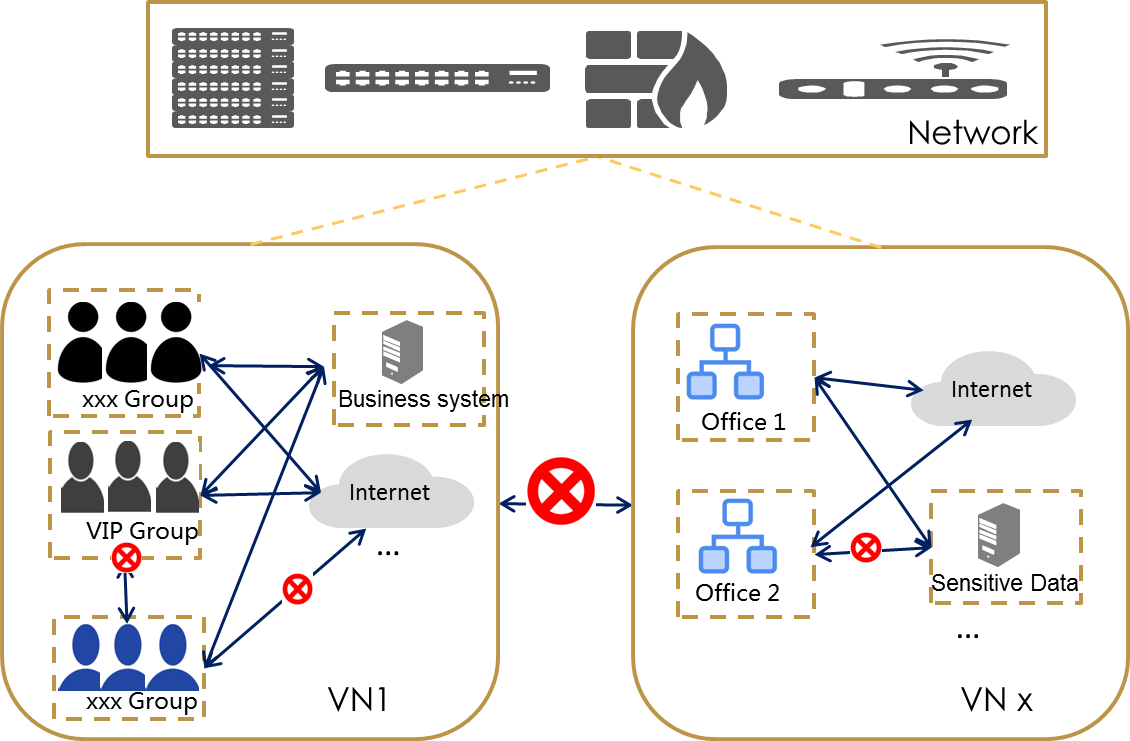 Network
xxx Group
Business system
VIP Group
Internet
...
xxx Group
VN1
Office 1
Internet
Office 2
Sensitive Data
...
VN x